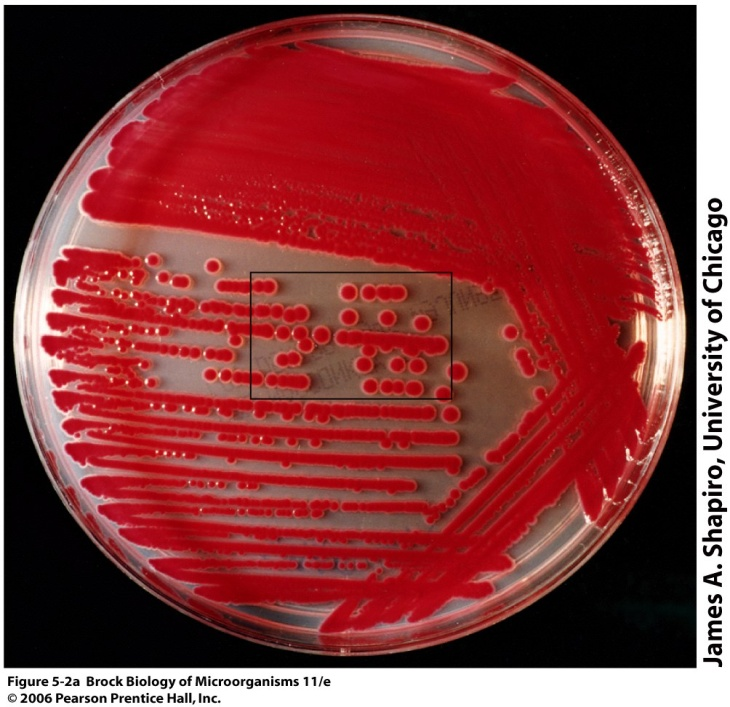 James A. Shapiro, University of Chicago
Figure 5-2a Brock Biology of Microorganisms 11/e
© 2006 Pearson Prentice Hall, Inc.